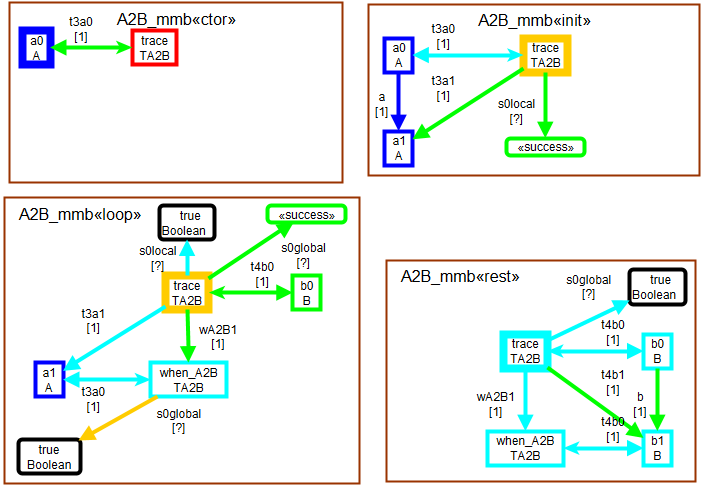 A2B_mmb«ctor»
a0
A
t3a0
[1]
trace
TA2B
A2B_mmb«init»
a0
A
t3a0
[1]
trace
TA2B
t3a1
[1]
a
[1]
s0local
[?]
a1
A
«success»
A2B_mmb«loop»
true
Boolean
«success»
s0local
[?]
s0global
[?]
trace
TA2B
t4b0
[1]
b0
B
t3a1
[1]
wA2B1
[1]
a1
A
t3a0
[1]
when_A2B
TA2B
s0global
[?]
true
Boolean
A2B_mmb«rest»
s0global
[?]
true
Boolean
trace
TA2B
t4b0
[1]
b0
B
wA2B1
[1]
t4b1
[1]
b
[1]
when_A2B
TA2B
t4b0
[1]
b1
B